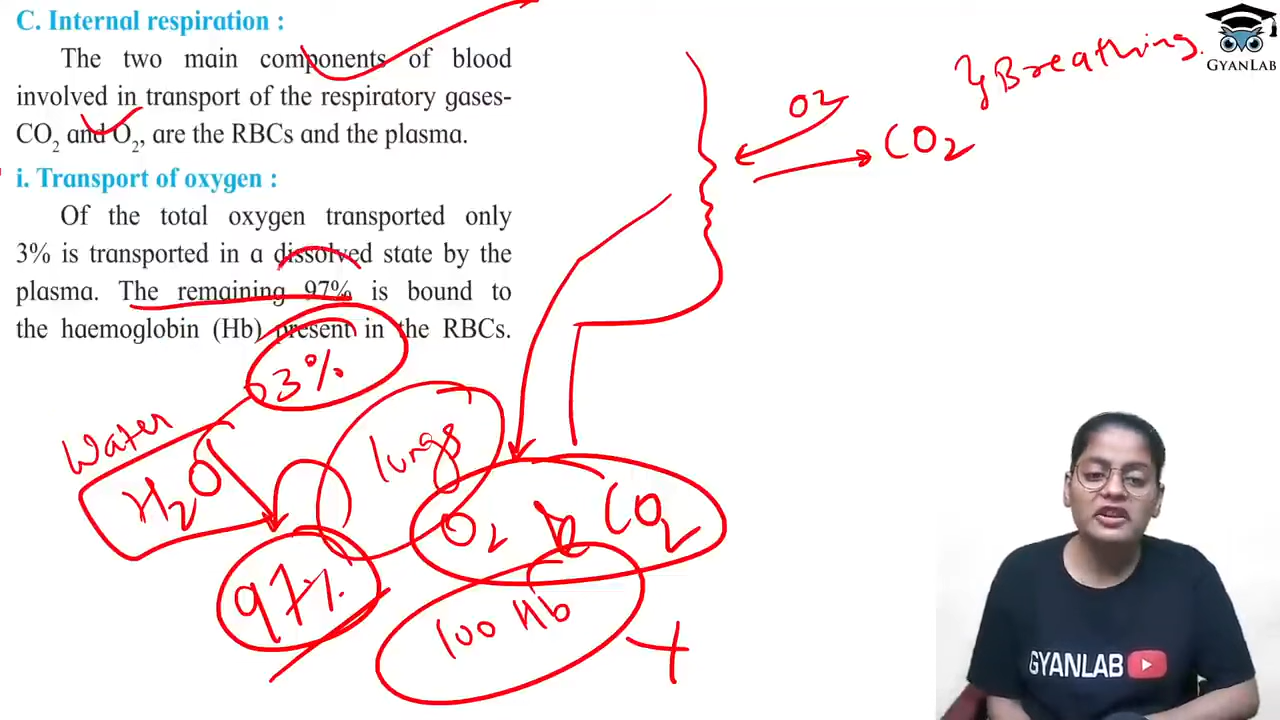 C. Internal respiration :
The two main components of blood
involved in transport of the respiratory gases-
CO₂ and O₂, are the RBCs and the plasma.
i. Transport of oxygen :
Of the total oxygen transported only
3% is transported in a dissolved state by the
plasma. The remaining 97% is bound to
the haemoglobin (Hb) present in the RBCs.
O2
CO2
Breathing.
GYANLAB
03%
Water
H2O
lungs
O2
CO2
97%
100 Hb
4
GYANLAB